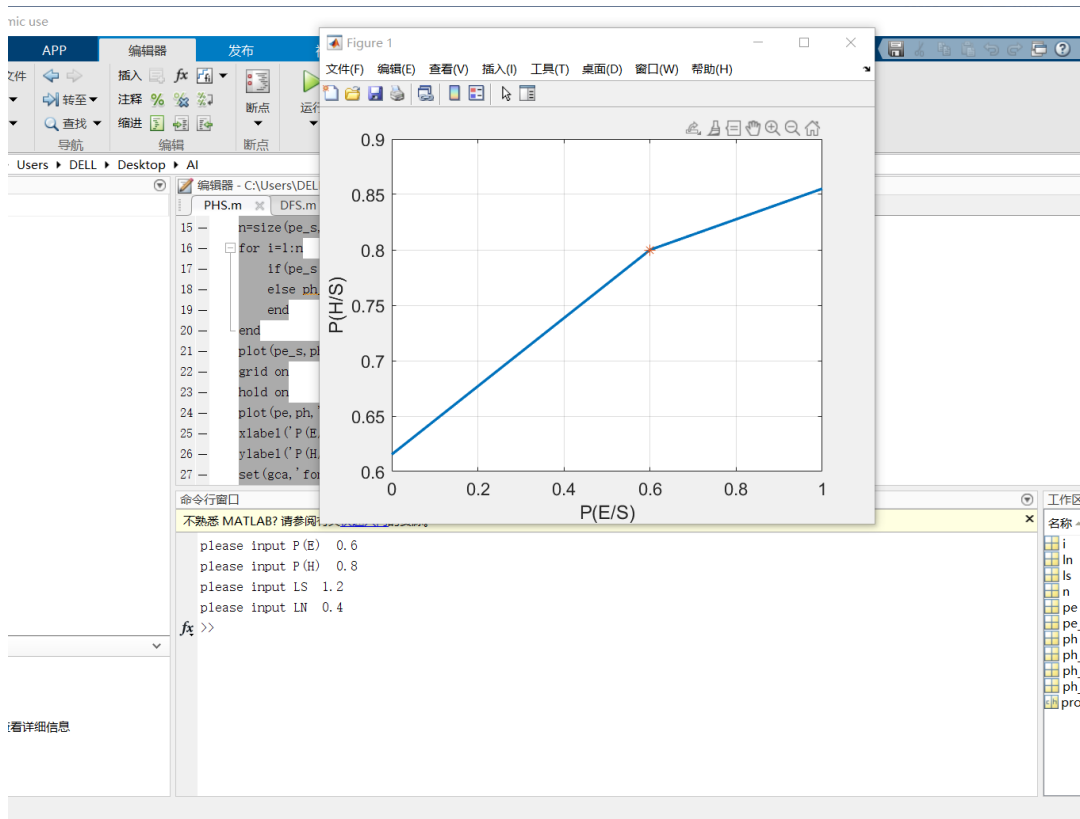 mic use
APP 编辑器 发布
文件 插入 fx
转至 注释 % 断点 运行
查找 缩进
导航 编辑 断点
Users DELL Desktop AI
编辑器 - C:\Users\DEL
PHS.m DFS.m
15 — n=size(pe_s,
16 — for i=1:n
17 — if(pe_s
18 — else ph_
19 — end
20 — end
21 — plot(pe_s,ph
22 — grid on
23 — hold on
24 — plot(pe,ph,'
25 — xlabel('P(E
26 — ylabel('P(H
27 — set(gca,'fon
Figure 1
文件(F) 编辑(E) 查看(V) 插入(I) 工具(T) 桌面(D) 窗口(W) 帮助(H)
0.9
0.85
0.8
0.75
0.7
0.65
0.6
P(H/S)
0 0.2 0.4 0.6 0.8 1
P(E/S)
命令行窗口
不熟悉 MATLAB? 请参阅有关
please input P(E) 0.6
please input P(H) 0.8
please input LS 1.2
please input LN 0.4
fx >>
查看详细信息
工作区
名称
i
ln
ls
n
pe
pe_
ph
ph_
ph_
ph_
pro